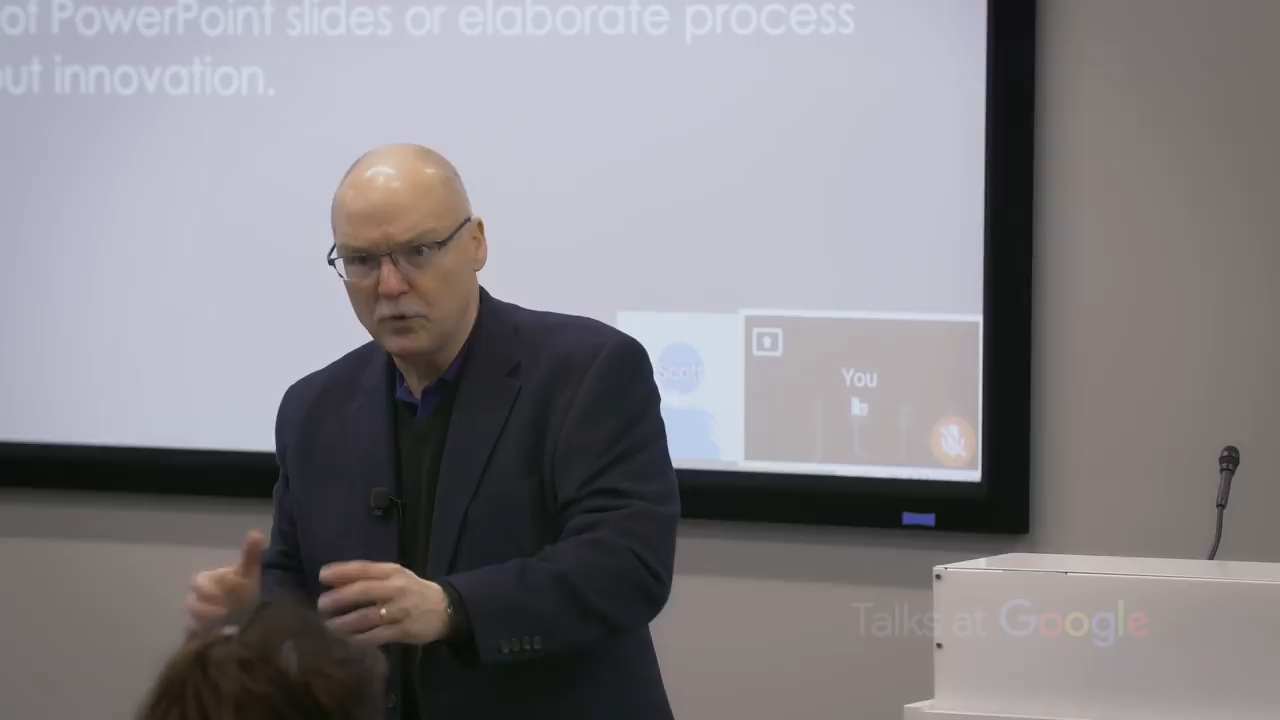 of PowerPoint slides or elaborate process
out innovation.
Scott
You
Talks at Google